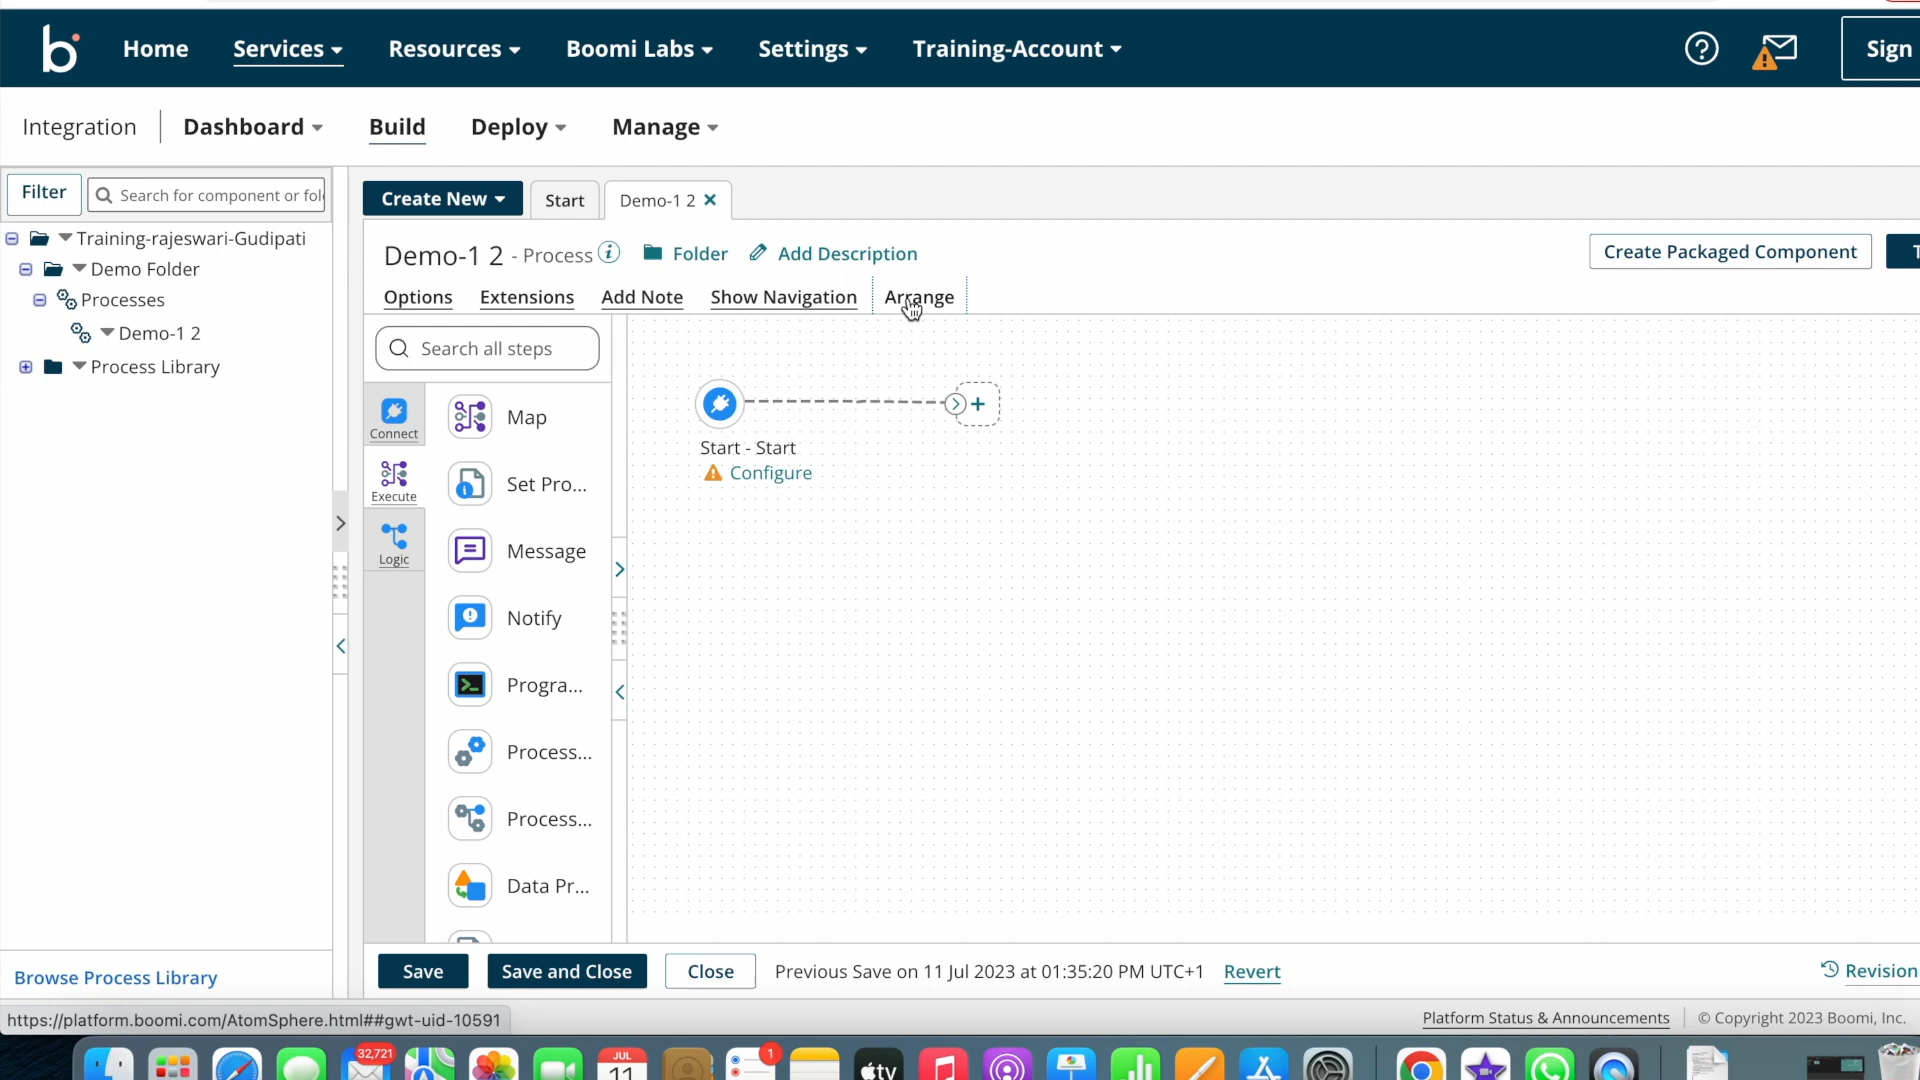 b Home Services Resources Boomi Labs Settings Training-Account Sign
Integration Dashboard Build Deploy Manage
Filter Search for component or fol
Training-rajeswari-Gudipati
Demo Folder
Processes
Demo-1 2
Process Library
Browse Process Library
Create New Start Demo-1 2
Demo-1 2 - Process Folder Add Description Create Packaged Component T
Options Extensions Add Note Show Navigation Arrange
Search all steps
Connect
Execute
Logic
Map
Set Pro...
Message
Notify
Progra...
Process...
Process...
Data Pr...
Start - Start
Configure
Save Save and Close Close Previous Save on 11 Jul 2023 at 01:35:20 PM UTC+1 Revert Revision
https://platform.boomi.com/AtomSphere.html##gwt-uid-10591
Platform Status & Announcements © Copyright 2023 Boomi, Inc.
32,721
JUL
11
1
tv